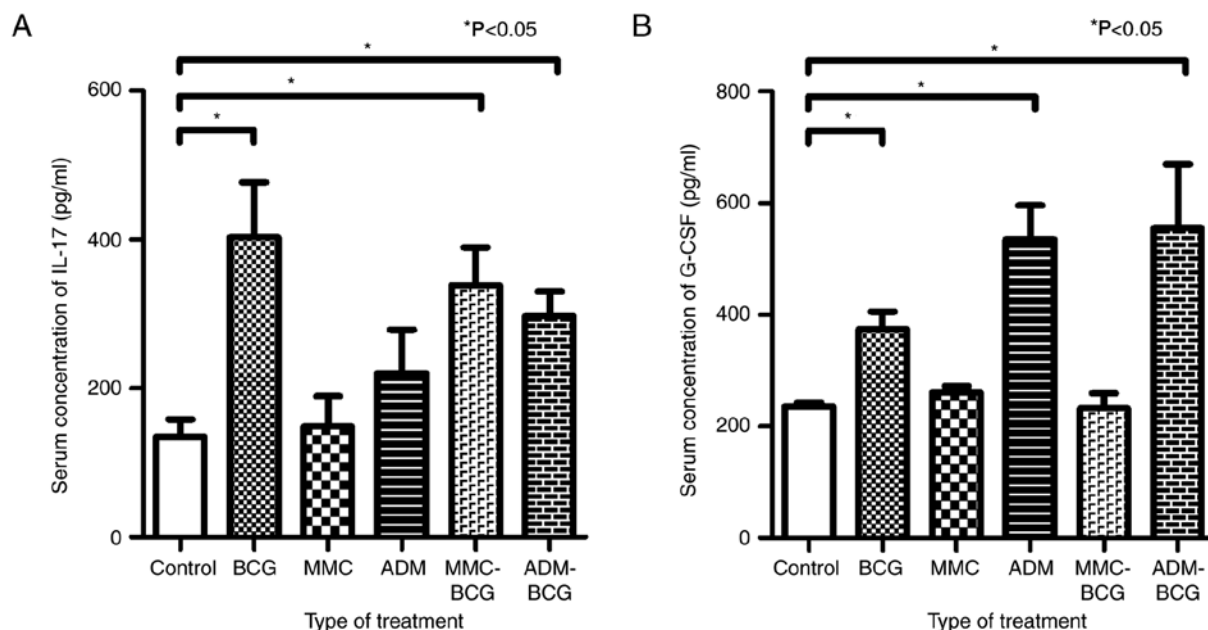 A
*P<0.05
*
*
*
Serum concentration of IL-17 (pg/ml)
600
400
200
0
Control
BCG
MMC
ADM
MMC-
BCG
ADM-
BCG
Type of treatment
B
*P<0.05
*
*
*
Serum concentration of G-CSF (pg/ml)
800
600
400
200
0
Control
BCG
MMC
ADM
MMC-
BCG
ADM-
BCG
Type of treatment